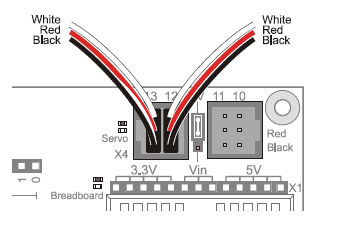 White
Red
Black
White
Red
Black
13 12
11 10
Servo
X4
Red
Black
3.3V Vin 5V
X1
1 0
Breadboard